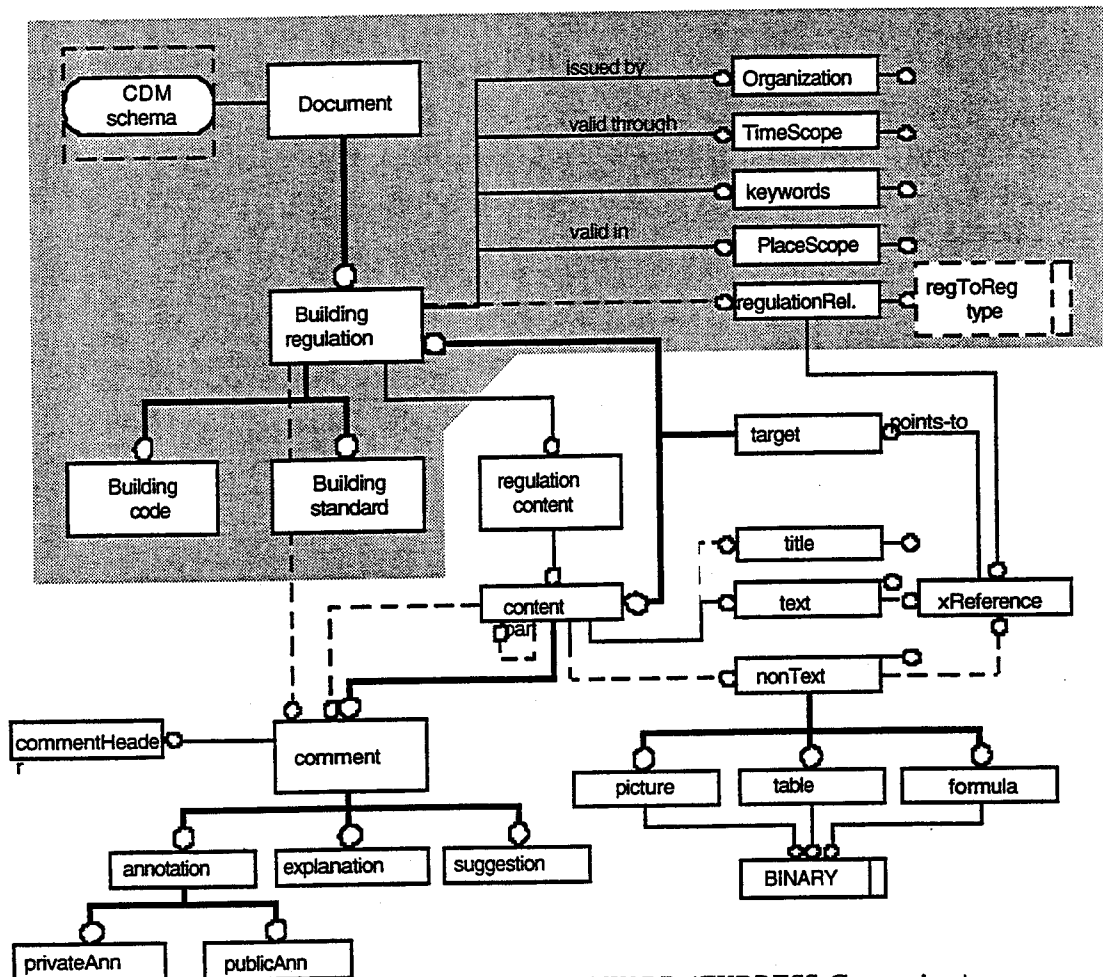 CDM
schema
Document
issued by
Organization
valid through
TimeScope
keywords
valid in
PlaceScope
regulationRel.
regToReg
type
Building
regulation
points-to
target
Building
code
Building
standard
regulation
content
title
content
part
text
xReference
nonText
commentHeade
r
comment
picture
table
formula
annotation
explanation
suggestion
BINARY
privateAnn
publicAnn